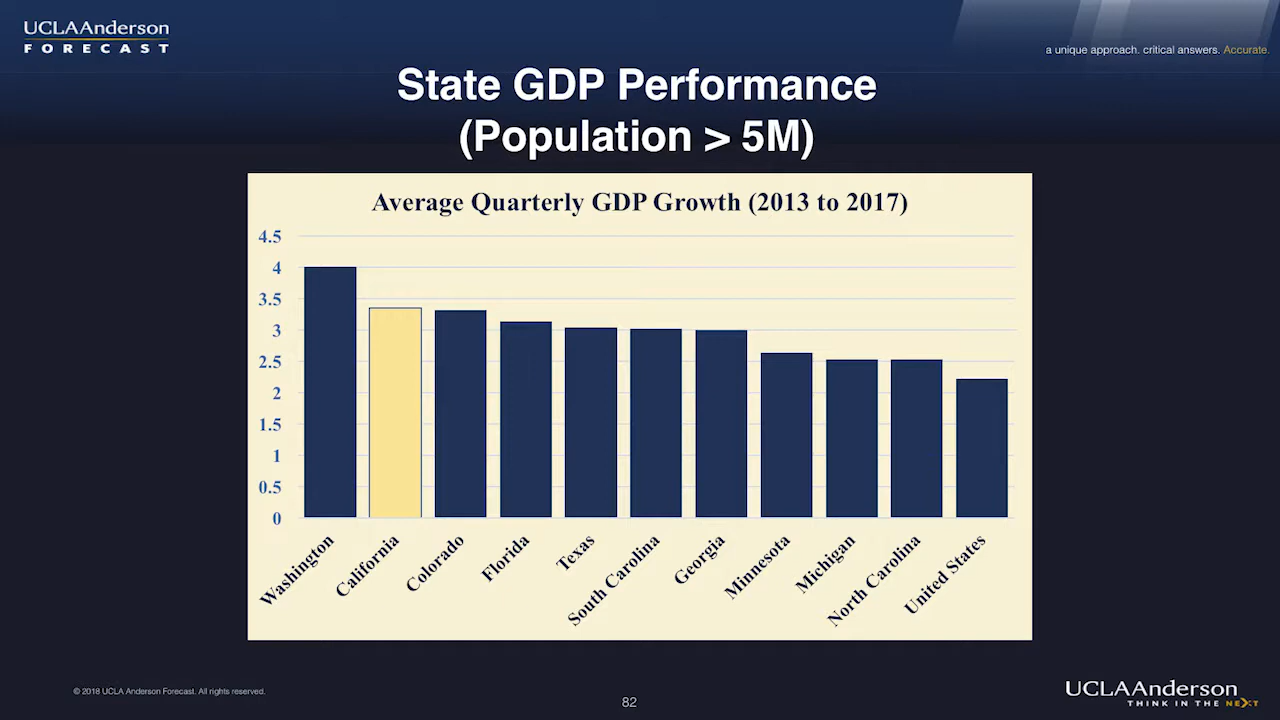 UCLAAnderson
FORECAST
a unique approach. critical answers. Accurate.
State GDP Performance
(Population > 5M)
Average Quarterly GDP Growth (2013 to 2017)
4.5
4
3.5
3
2.5
2
1.5
1
0.5
0
Washington
California
Colorado
Florida
Texas
South Carolina
Georgia
Minnesota
Michigan
North Carolina
United States
© 2018 UCLA Anderson Forecast. All rights reserved.
82
UCLAAnderson
THINK IN THE NEXT